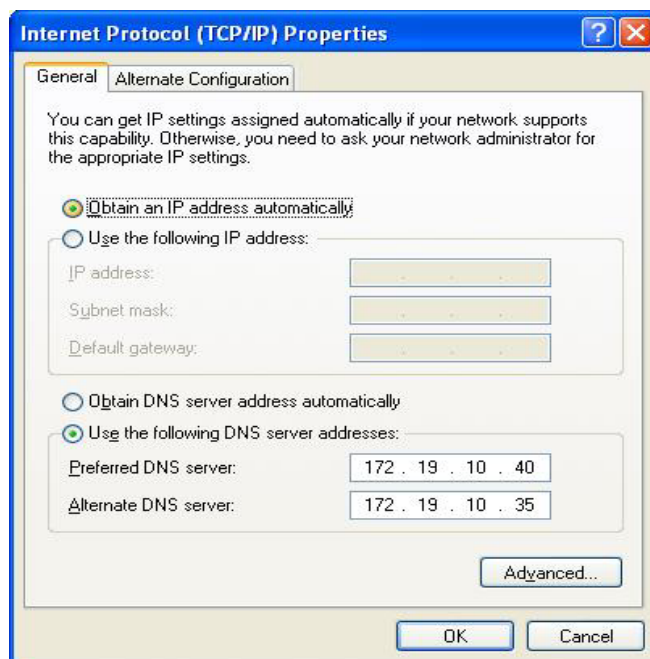 Internet Protocol (TCP/IP) Properties
General
Alternate Configuration
You can get IP settings assigned automatically if your network supports
this capability. Otherwise, you need to ask your network administrator for
the appropriate IP settings.
Obtain an IP address automatically
Use the following IP address:
IP address:
Subnet mask:
Default gateway:
Obtain DNS server address automatically
Use the following DNS server addresses:
Preferred DNS server: 172 . 19 . 10 . 40
Alternate DNS server: 172 . 19 . 10 . 35
Advanced...
OK Cancel